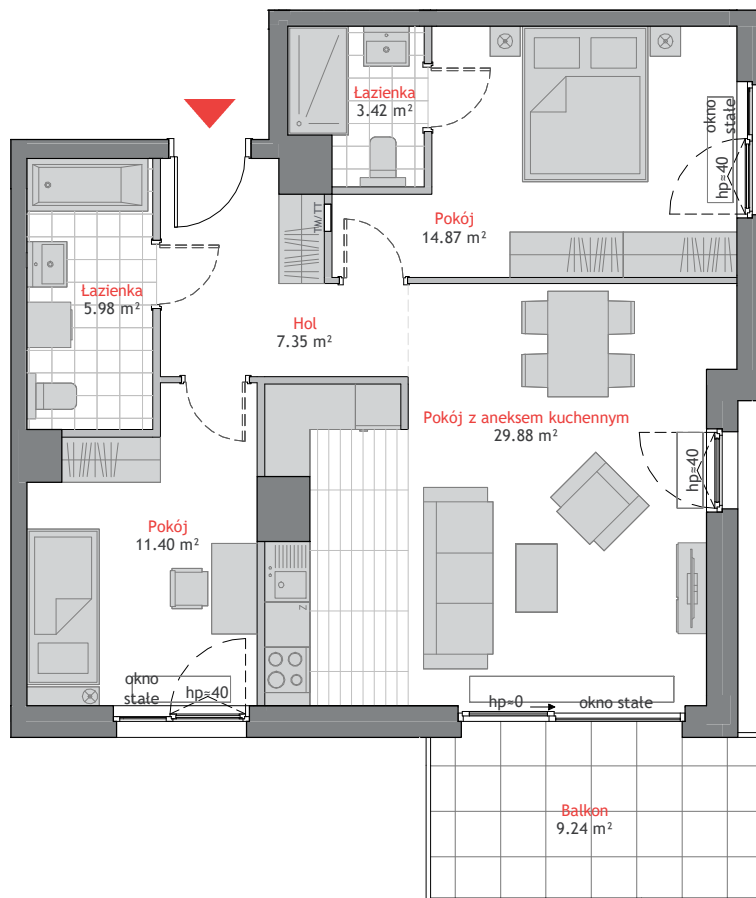 Łazienka
3.42 m²
okno
stałe
hp≈40
Pokój
14.87 m²
TW/TT
Łazienka
5.98 m²
Hol
7.35 m²
Pokój z aneksem kuchennym
29.88 m²
hp≈40
Pokój
11.40 m²
Z
okno
stałe
hp≈40
hp≈0
okno stałe
Balkon
9.24 m²